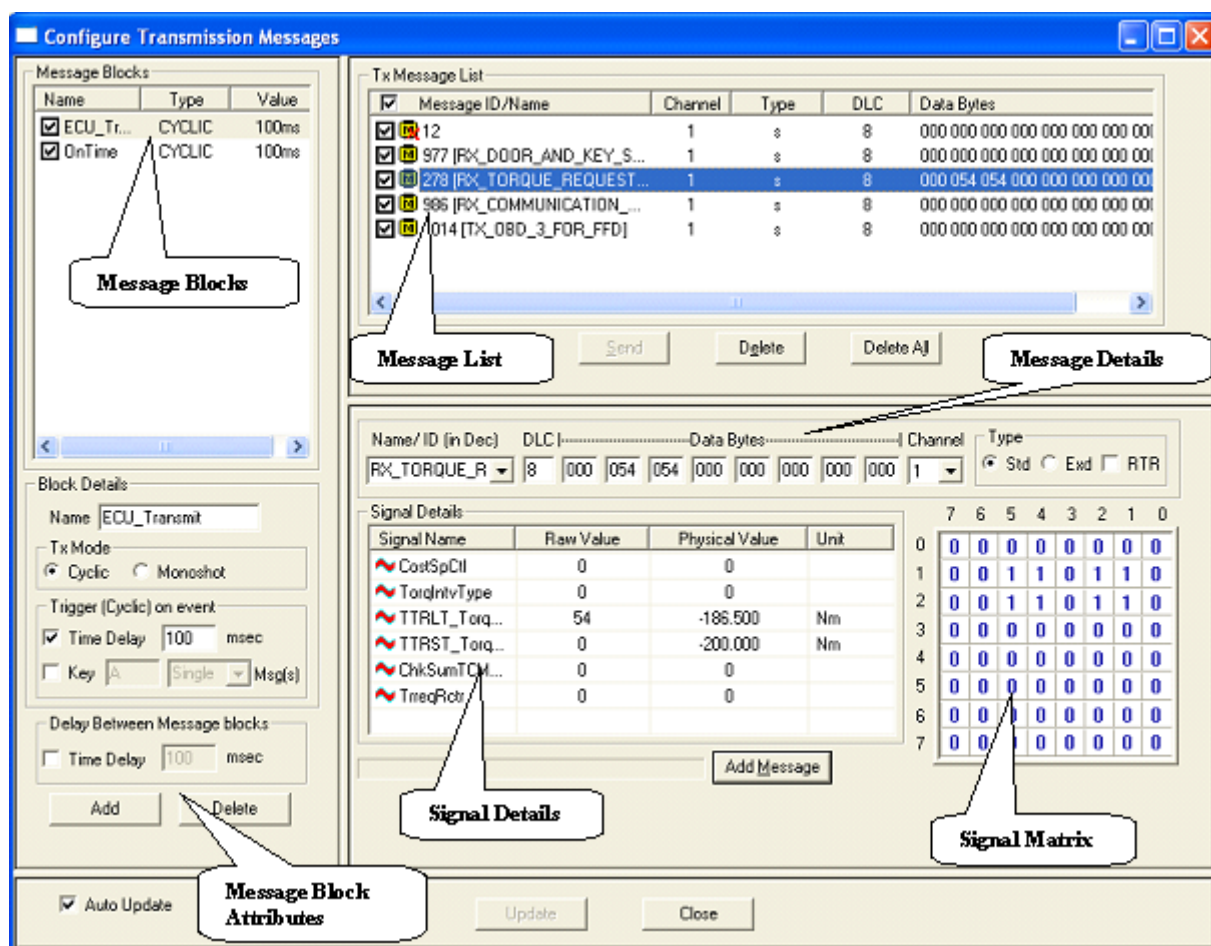 Configure Transmission Messages
Message Blocks
Name Type Value
ECU_Tr... CYCLIC 100ms
OnTime CYCLIC 100ms
Message Blocks
Tx Message List
Message ID/Name Channel Type DLC Data Bytes
12 1 s 8 000 000 000 000 000 000 000 00
977 [RX_DOOR_AND_KEY_S... 1 s 8 000 000 000 000 000 000 000 00
278 [RX_TORQUE_REQUEST... 1 s 8 000 054 054 000 000 000 000 00
986 [RX_COMMUNICATION_... 1 s 8 000 000 000 000 000 000 000 00
014 [TX_OBD_3_FOR_FFD] 1 s 8 000 000 000 000 000 000 000 00
Message List
Send Delete Delete All
Message Details
Block Details
Name ECU_Transmit
Tx Mode
Cyclic Monoshot
Trigger (Cyclic) on event
Time Delay 100 msec
Key A Single Msg(s)
Delay Between Message blocks
Time Delay 100 msec
Add Delete
Message Block
Attributes
Name/ ID (in Dec) DLC |-----Data Bytes-----| Channel Type
RX_TORQUE_R 8 000 054 054 000 000 000 000 000 1 Std Exd RTR
Signal Details
Signal Name Raw Value Physical Value Unit
CostSpCtl 0 0
TorqIntvType 0 0
TTRLT_Torq... 54 -186.500 Nm
TTRST_Torq... 0 -200.000 Nm
ChkSumTCM... 0 0
TrreqRctr 0 0
Add Message
Signal Details
7 6 5 4 3 2 1 0
0 0 0 0 0 0 0 0 0
1 0 0 1 1 0 1 1 0
2 0 0 1 1 0 1 1 0
3 0 0 0 0 0 0 0 0
4 0 0 0 0 0 0 0 0
5 0 0 0 0 0 0 0 0
6 0 0 0 0 0 0 0 0
7 0 0 0 0 0 0 0 0
Signal Matrix
Auto Update Update Close